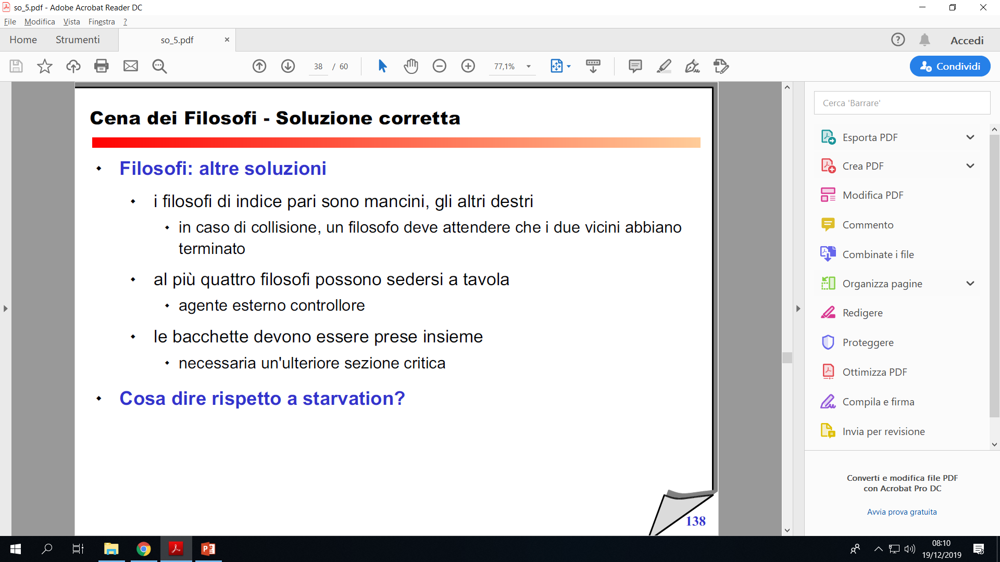 so_5.pdf - Adobe Acrobat Reader DC
File Modifica Vista Finestra ?
Home Strumenti so_5.pdf × Accedi
38 / 60 77,1% Condividi
Cena dei Filosofi - Soluzione corretta
Filosofi: altre soluzioni
i filosofi di indice pari sono mancini, gli altri destri
in caso di collisione, un filosofo deve attendere che i due vicini abbiano
terminato
al più quattro filosofi possono sedersi a tavola
agente esterno controllore
le bacchette devono essere prese insieme
necessaria un'ulteriore sezione critica
Cosa dire rispetto a starvation?
138
Cerca 'Barrare'
Esporta PDF
Crea PDF
Modifica PDF
Commento
Combinate i file
Organizza pagine
Redigere
Proteggere
Ottimizza PDF
Compila e firma
Invia per revisione
Converti e modifica file PDF
con Acrobat Pro DC
Avvia prova gratuita
08:10
19/12/2019